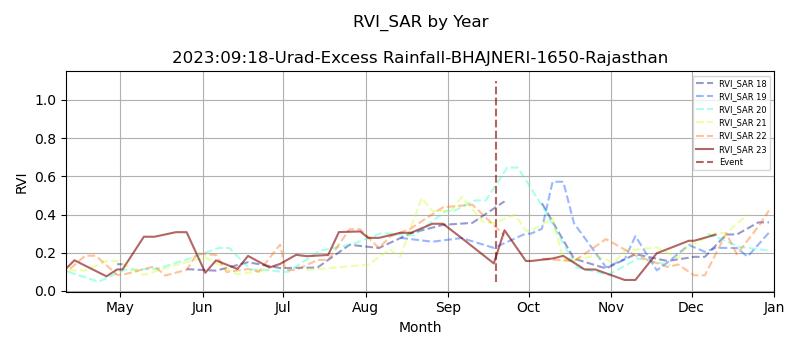 RVI_SAR by Year
2023:09:18-Urad-Excess Rainfall-BHAJNERI-1650-Rajasthan
RVI
1.0
0.8
0.6
0.4
0.2
0.0
RVI_SAR 18
RVI_SAR 19
RVI_SAR 20
RVI_SAR 21
RVI_SAR 22
RVI_SAR 23
Event
May Jun Jul Aug Sep Oct Nov Dec Jan
Month